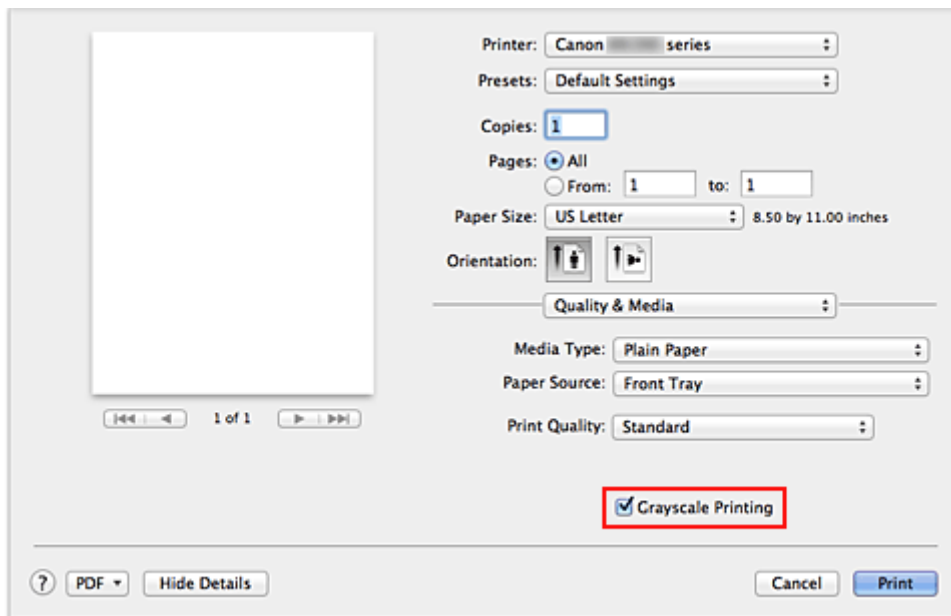 Printer: Canon series
Presets: Default Settings
Copies: 1
Pages: All
From: 1 to: 1
Paper Size: US Letter 8.50 by 11.00 inches
Orientation:
Quality & Media
Media Type: Plain Paper
Paper Source: Front Tray
1 of 1
Print Quality: Standard
Grayscale Printing
? PDF Hide Details Cancel Print